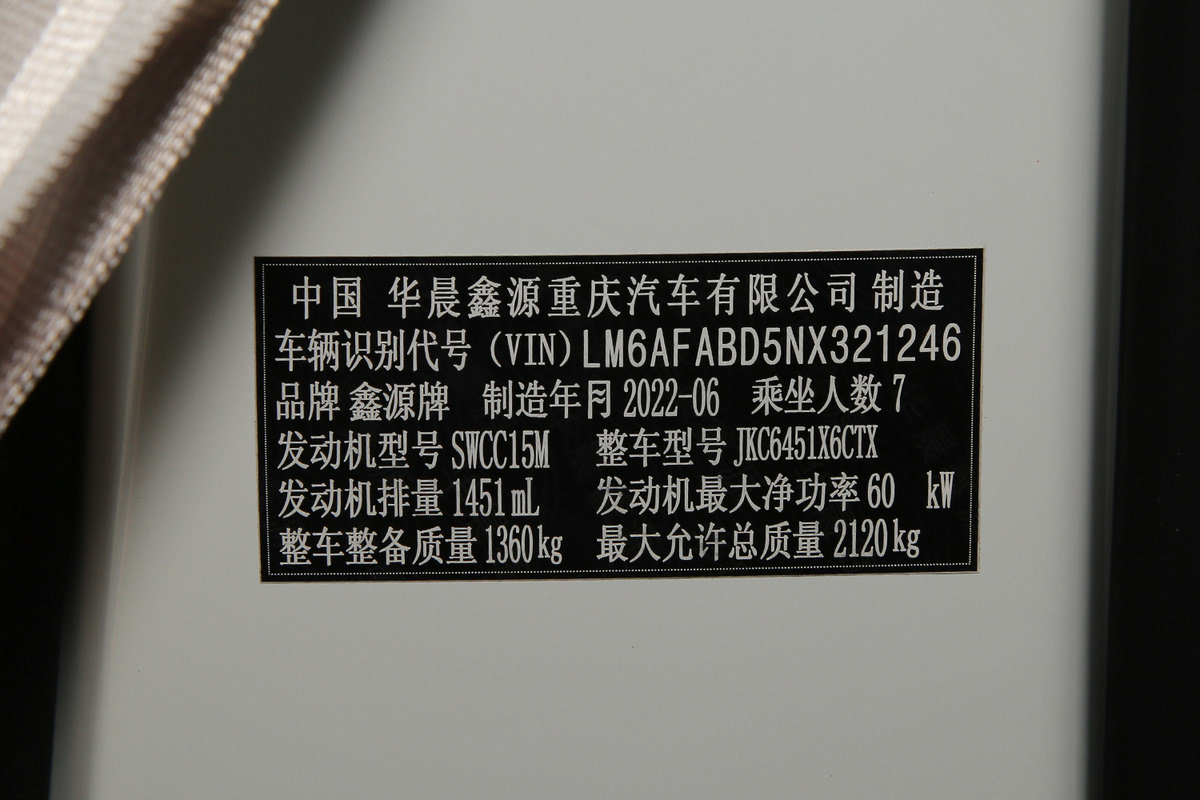 中国 华晨鑫源重庆汽车有限公司 制造
车辆识别代号（VIN）LM6AFABD5NX321246
品牌 鑫源牌 制造年月 2022-06 乘坐人数 7
发动机型号 SWCC15M 整车型号 JKC6451X6CTX
发动机排量 1451mL 发动机最大净功率 60 kW
整车整备质量 1360kg 最大允许总质量 2120kg